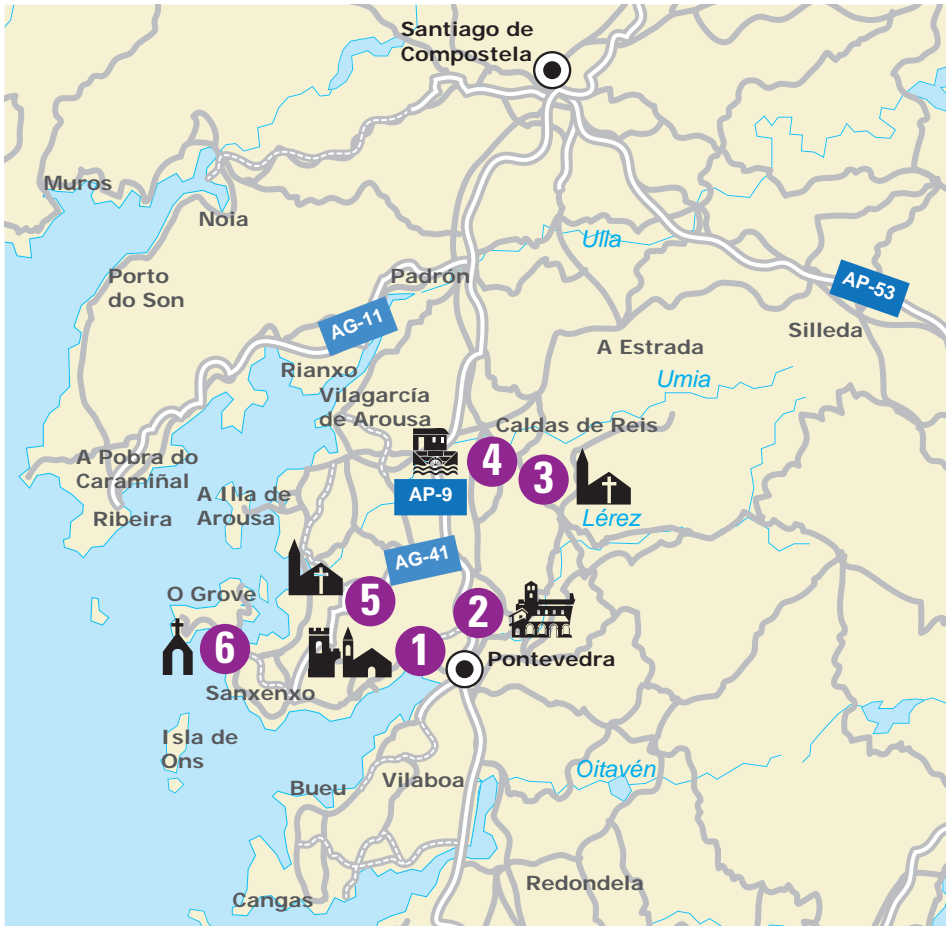 Santiago de
Compostela
Muros
Noia
Ulla
Porto
do Son
Padrón
AP-53
AG-11
Silleda
A Estrada
Rianxo
Umia
Vilagarcía
de Arousa
Caldas de Reis
A Pobra do
Caramiñal
4
3
A Illa de
Arousa
AP-9
Ribeira
Lérez
AG-41
O Grove
5
2
6
1
Pontevedra
Sanxenxo
Isla de
Ons
Oitavén
Bueu
Vilaboa
Redondela
Cangas